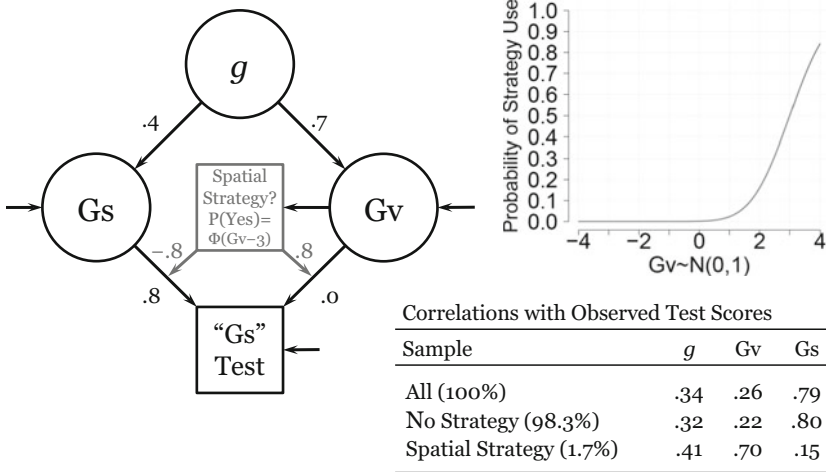 g
.4
.7
Gs
Spatial
Strategy?
P(Yes)=
Φ(Gv−3)
Gv
−.8
.8
.8
.0
“Gs”
Test
Probability of Strategy Use
1.0
0.9
0.8
0.7
0.6
0.5
0.4
0.3
0.2
0.1
0.0
−4 −2 0 2 4
Gv~N(0,1)
Correlations with Observed Test Scores
Sample g Gv Gs
All (100%) .34 .26 .79
No Strategy (98.3%) .32 .22 .80
Spatial Strategy (1.7%) .41 .70 .15